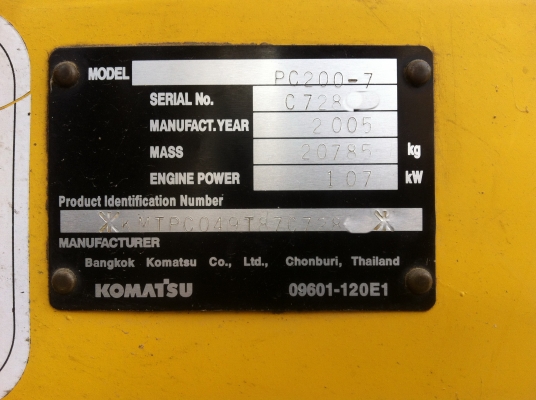 MODEL PC200-7
SERIAL No. C728
MANUFACT.YEAR 2005
MASS 20785 kg
ENGINE POWER 107 kW
Product Identification Number
MANUFACTURER
Bangkok Komatsu Co., Ltd., Chonburi, Thailand
KOMATSU 09601-120E1